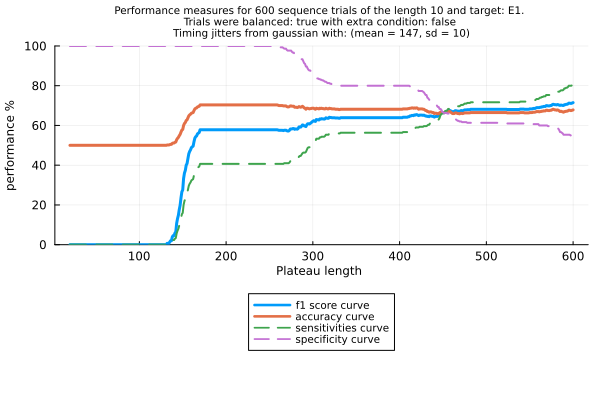 Performance measures for 600 sequence trials of the length 10 and target: E1.
Trials were balanced: true with extra condition: false
Timing jitters from gaussian with: (mean = 147, sd = 10)
100
80
60
40
20
0
performance %
100
200
300
400
500
600
Plateau length
f1 score curve
accuracy curve
sensitivities curve
specificity curve